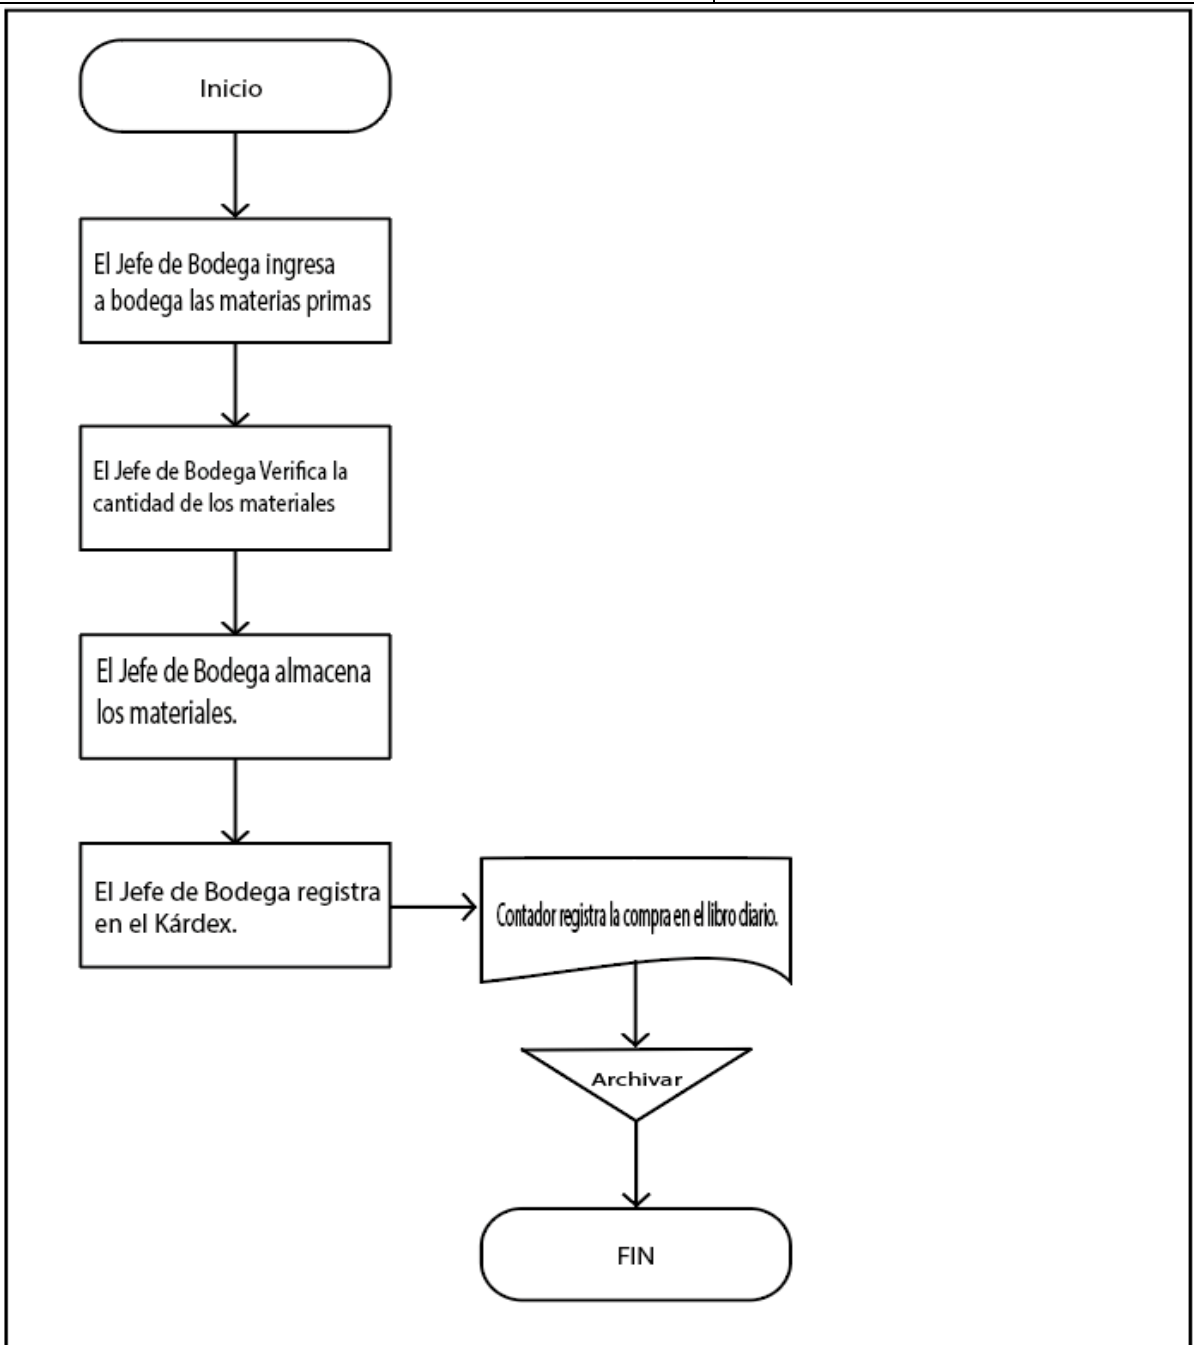 Inicio
El Jefe de Bodega ingresa
a bodega las materias primas
El Jefe de Bodega Verifica la
cantidad de los materiales
El Jefe de Bodega almacena
los materiales.
El Jefe de Bodega registra
en el Kárdex.
Contador registra la compra en el libro diario.
Archivar
FIN